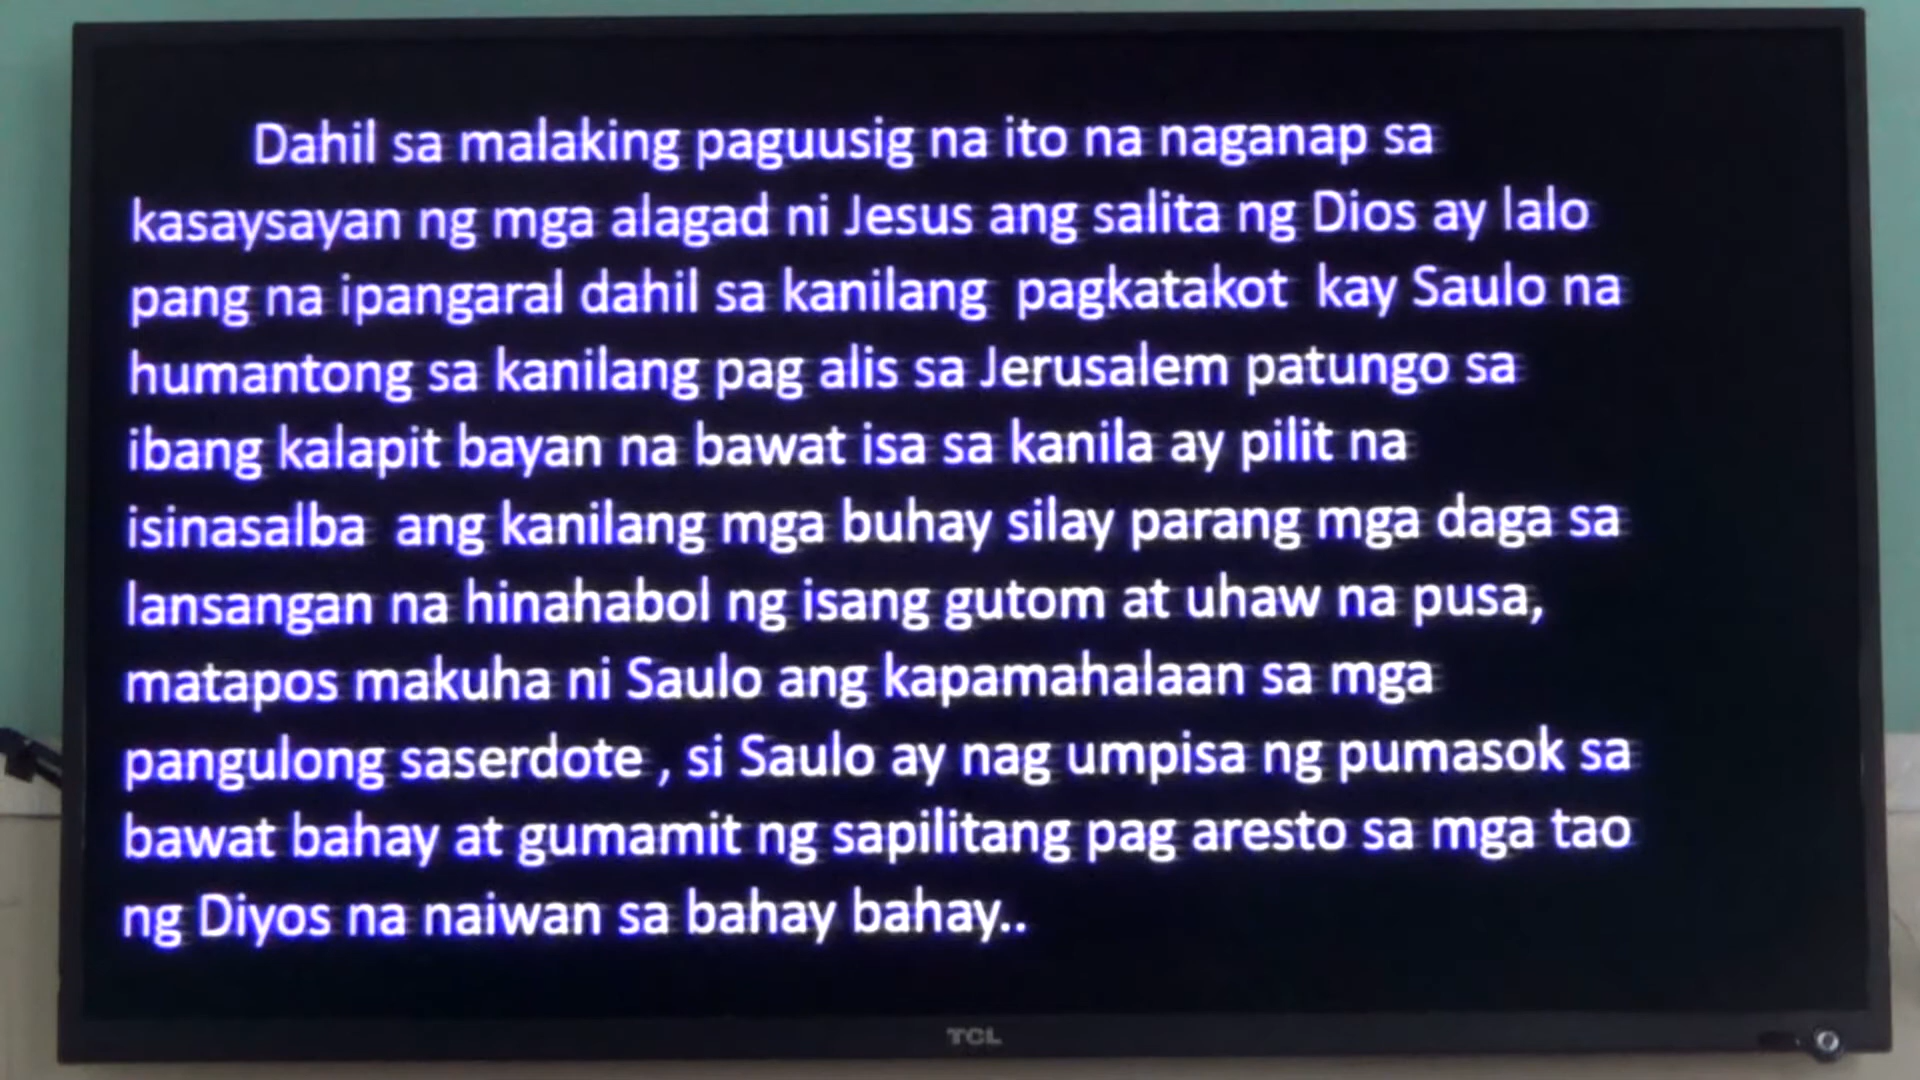 Dahil sa malaking paguusig na ito na naganap sa
kasaysayan ng mga alagad ni Jesus ang salita ng Dios ay lalo
pang na ipangaral dahil sa kanilang  pagkatakot  kay Saulo na
humantong sa kanilang pag alis sa Jerusalem patungo sa
ibang kalapit bayan na bawat isa sa kanila ay pilit na
isinasalba  ang kanilang mga buhay silay parang mga daga sa
lansangan na hinahabol ng isang gutom at uhaw na pusa,
matapos makuha ni Saulo ang kapamahalaan sa mga
pangulong saserdote , si Saulo ay nag umpisa ng pumasok sa
bawat bahay at gumamit ng sapilitang pag aresto sa mga tao
ng Diyos na naiwan sa bahay bahay..
TCL